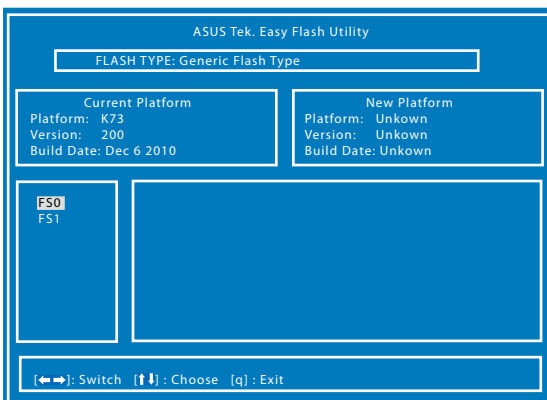 ASUS Tek. Easy Flash Utility
FLASH TYPE: Generic Flash Type
Current Platform
Platform: K73
Version: 200
Build Date: Dec 6 2010
New Platform
Platform: Unkown
Version: Unkown
Build Date: Unkown
FS0
FS1
[⬅➡]: Switch [⬆⬇] : Choose [q] : Exit